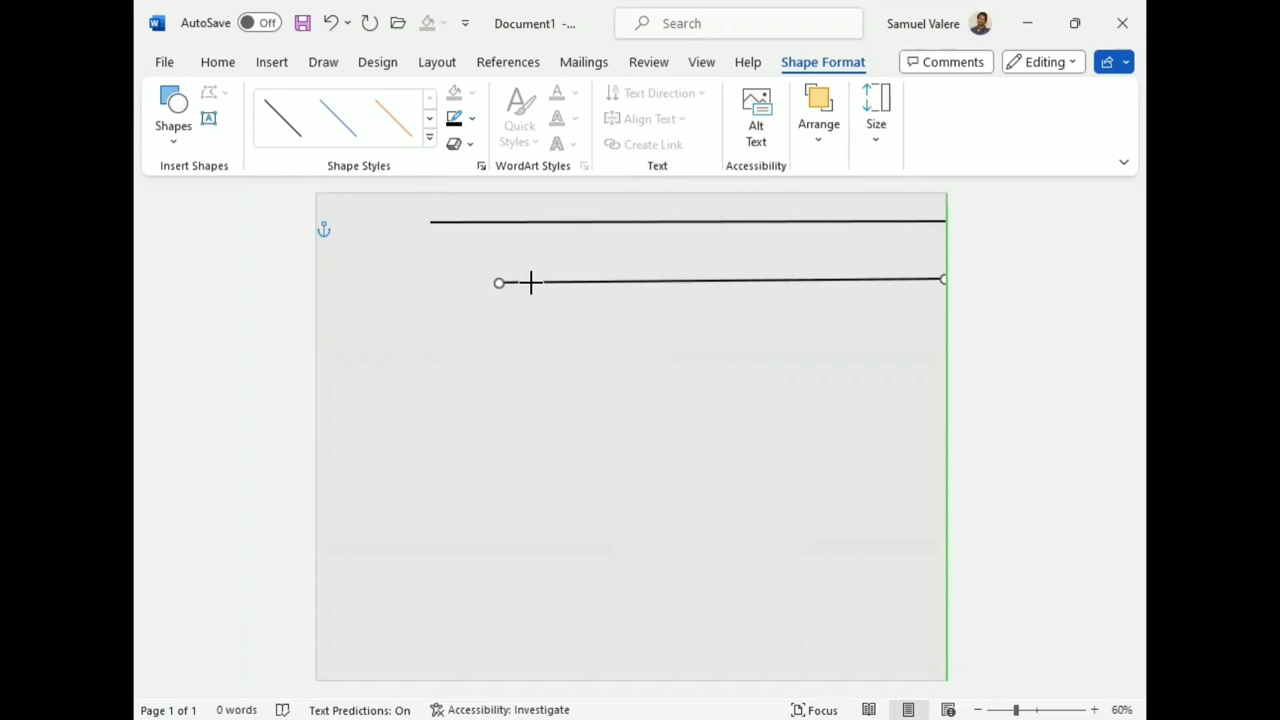 AutoSave Off Document1 -... Search Samuel Valere
File Home Insert Draw Design Layout References Mailings Review View Help Shape Format Comments Editing
Shapes
Insert Shapes
Shape Styles
Quick
Styles
WordArt Styles
Text Direction
Align Text
Create Link
Text
Alt
Text
Accessibility
Arrange
Size
Page 1 of 1 0 words Text Predictions: On Accessibility: Investigate Focus 60%